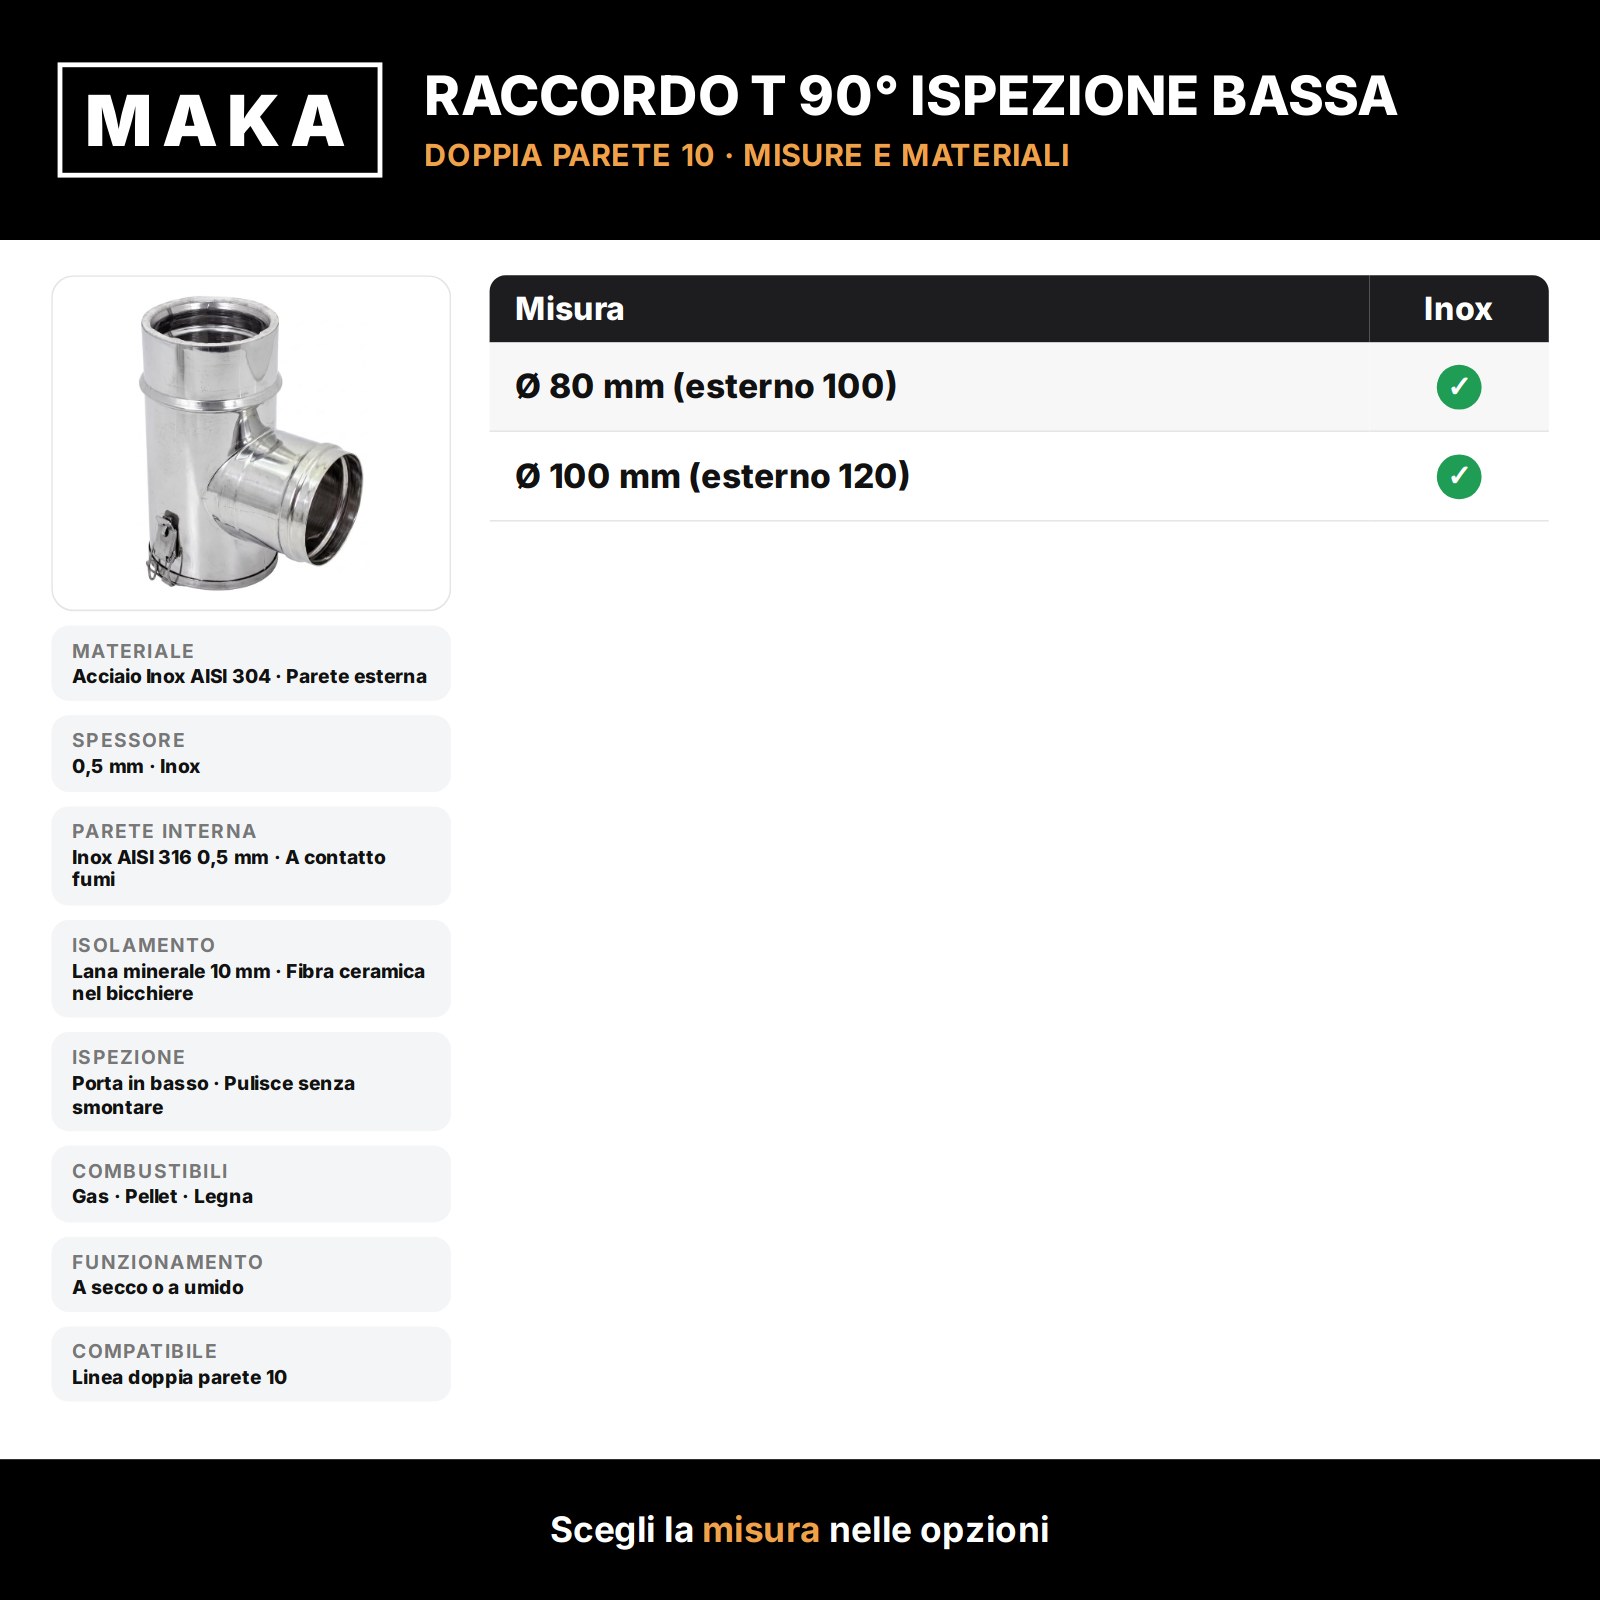 MAKA
RACCORDO T 90° ISPEZIONE BASSA
DOPPIA PARETE 10 · MISURE E MATERIALI
Misura
Inox
Ø 80 mm (esterno 100)
✓
Ø 100 mm (esterno 120)
✓
MATERIALE
Acciaio Inox AISI 304 · Parete esterna
SPESSORE
0,5 mm · Inox
PARETE INTERNA
Inox AISI 316 0,5 mm · A contatto
fumi
ISOLAMENTO
Lana minerale 10 mm · Fibra ceramica
nel bicchiere
ISPEZIONE
Porta in basso · Pulisce senza
smontare
COMBUSTIBILI
Gas · Pellet · Legna
FUNZIONAMENTO
A secco o a umido
COMPATIBILE
Linea doppia parete 10
Scegli la misura nelle opzioni